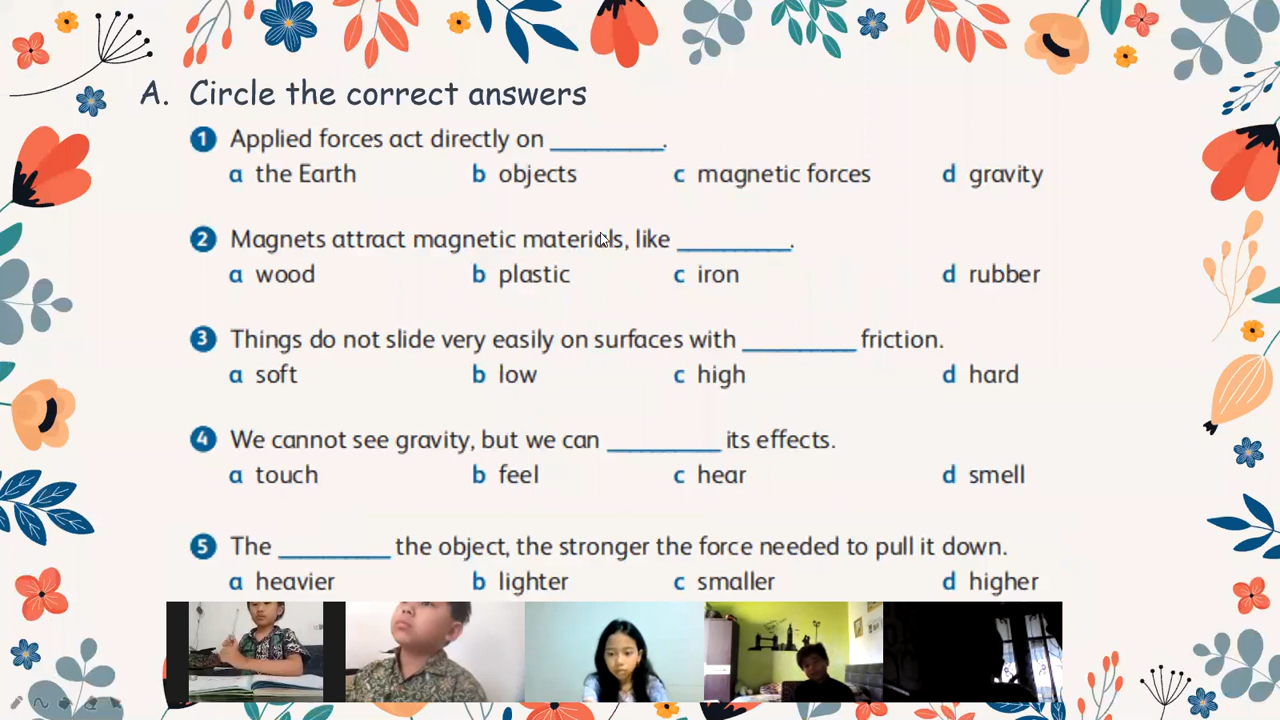 A. Circle the correct answers
1 Applied forces act directly on __________.
a the Earth b objects c magnetic forces d gravity
2 Magnets attract magnetic materials, like __________.
a wood b plastic c iron d rubber
3 Things do not slide very easily on surfaces with __________ friction.
a soft b low c high d hard
4 We cannot see gravity, but we can __________ its effects.
a touch b feel c hear d smell
5 The __________ the object, the stronger the force needed to pull it down.
a heavier b lighter c smaller d higher